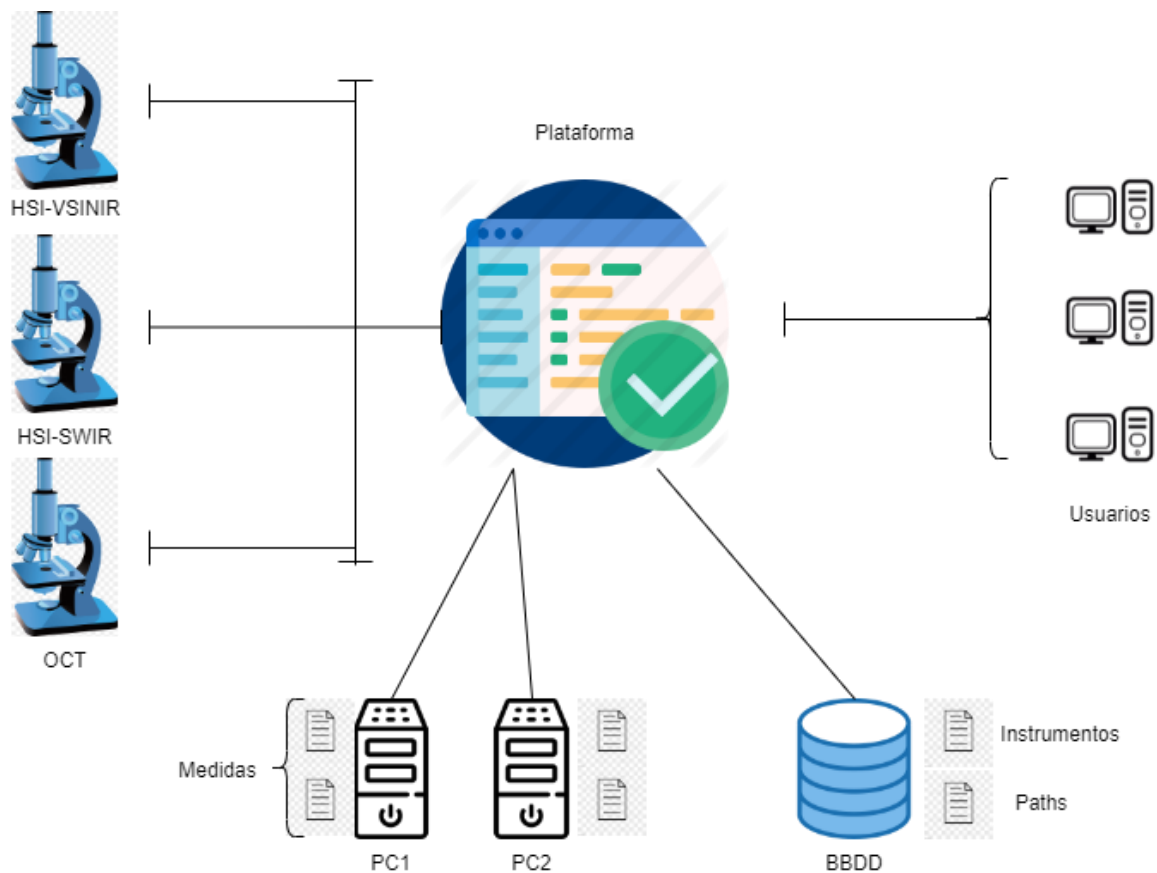 Plataforma
HSI-VSINIR
HSI-SWIR
Usuarios
OCT
Medidas
Instrumentos
Paths
PC1
PC2
BBDD